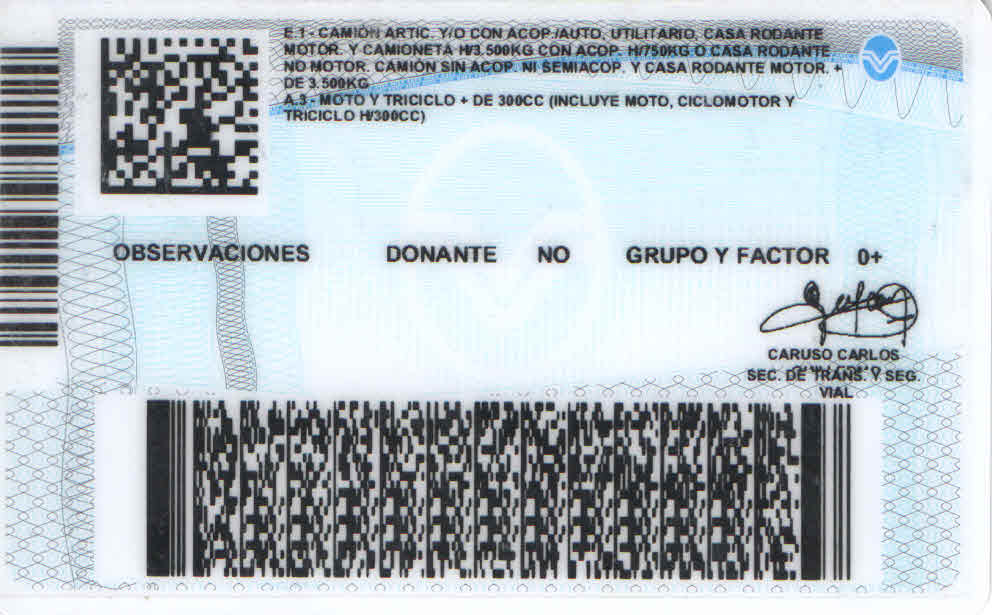 E.1 - CAMIÓN ARTIC. Y/O CON ACOP./AUTO, UTILITARIO, CASA RODANTE
MOTOR. Y CAMIONETA H/3.500KG CON ACOP. H/750KG O CASA RODANTE
NO MOTOR. CAMIÓN SIN ACOP. NI SEMIACOP. Y CASA RODANTE MOTOR. +
DE 3.500KG
A.3 - MOTO Y TRICICLO + DE 300CC (INCLUYE MOTO, CICLOMOTOR Y
TRICICLO H/300CC)
OBSERVACIONES DONANTE NO GRUPO Y FACTOR 0+
CARUSO CARLOS
SEC. DE TRANS. Y SEG.
VIAL